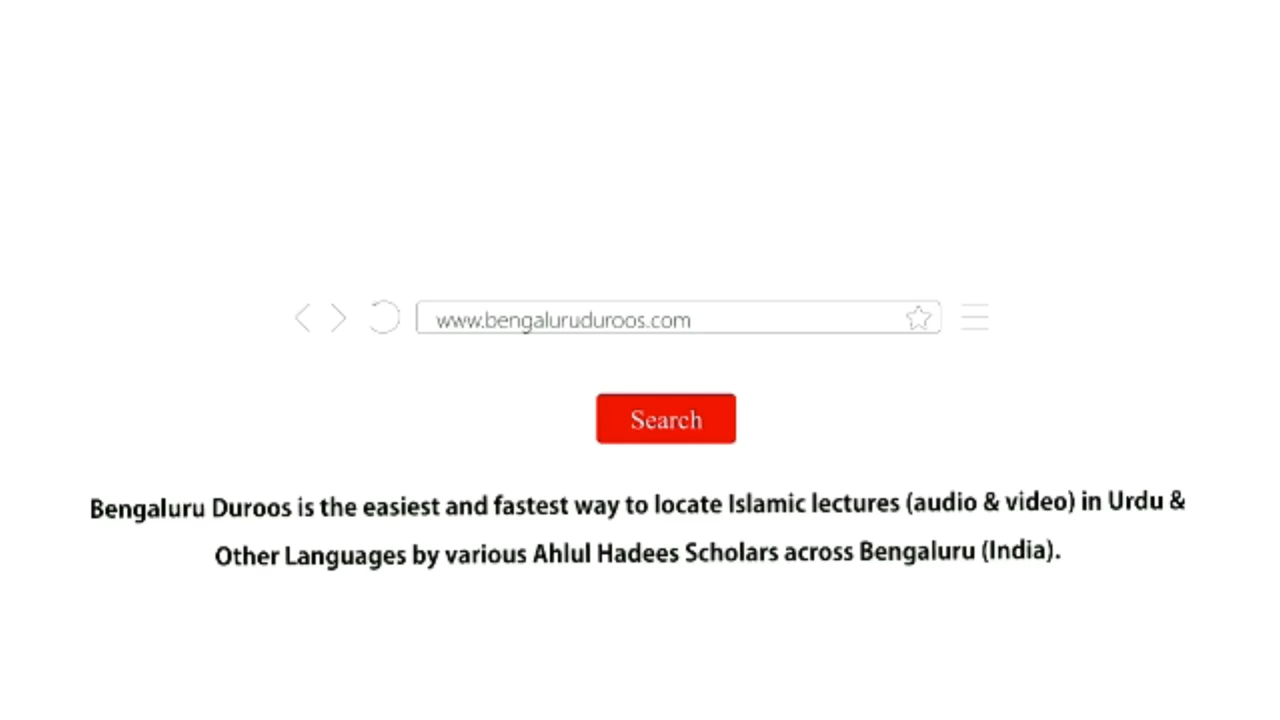 www.bengaluruduroos.com
Search
Bengaluru Duroos is the easiest and fastest way to locate Islamic lectures (audio & video) in Urdu &
Other Languages by various Ahlul Hadees Scholars across Bengaluru (India).